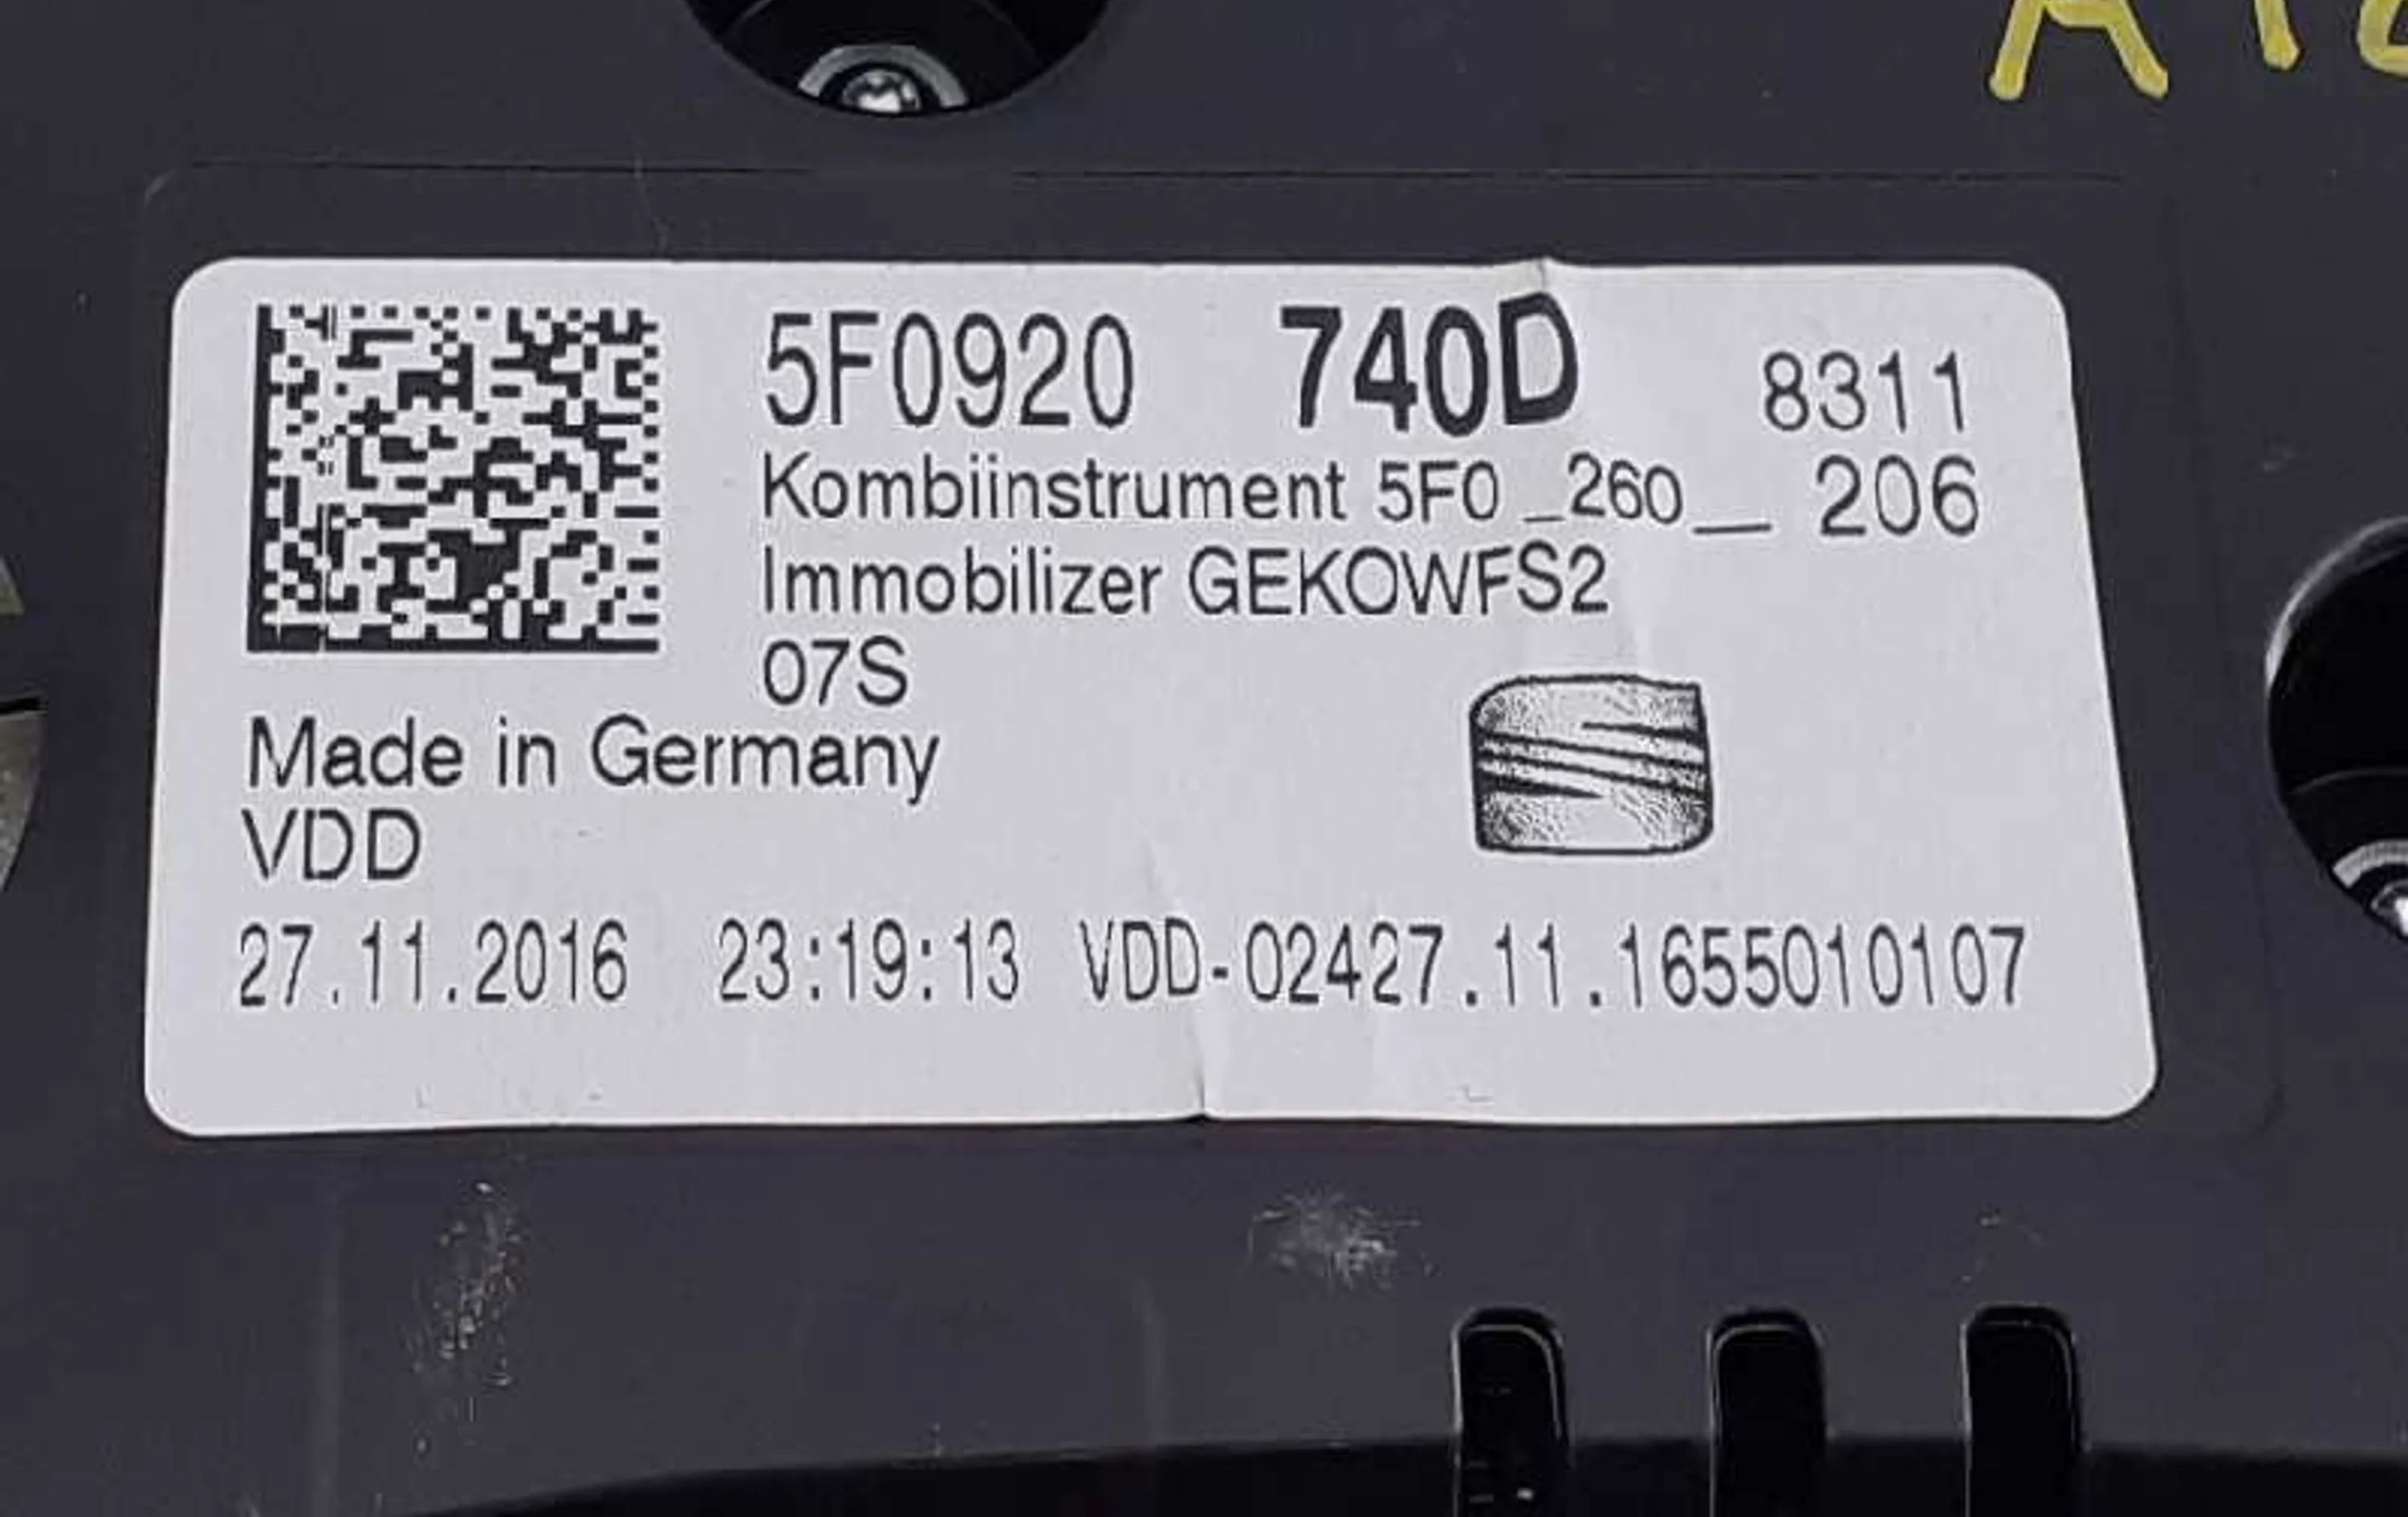 5F0920 740D 8311
Kombiinstrument 5F0 _260__ 206
Immobilizer GEKOWFS2
07S
Made in Germany
VDD
27.11.2016 23:19:13 VDD-02427.11.1655010107